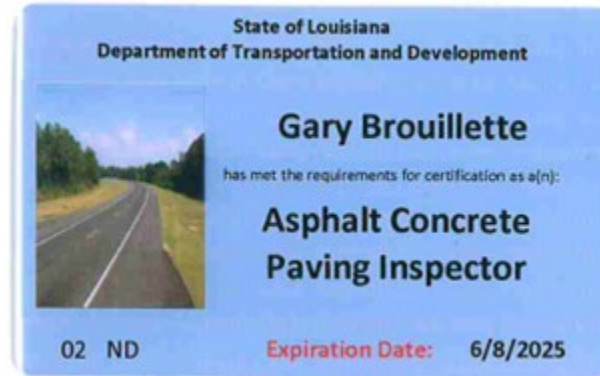 State of Louisiana
Department of Transportation and Development
Gary Brouillette
has met the requirements for certification as a(n):
Asphalt Concrete
Paving Inspector
02 ND
Expiration Date: 6/8/2025